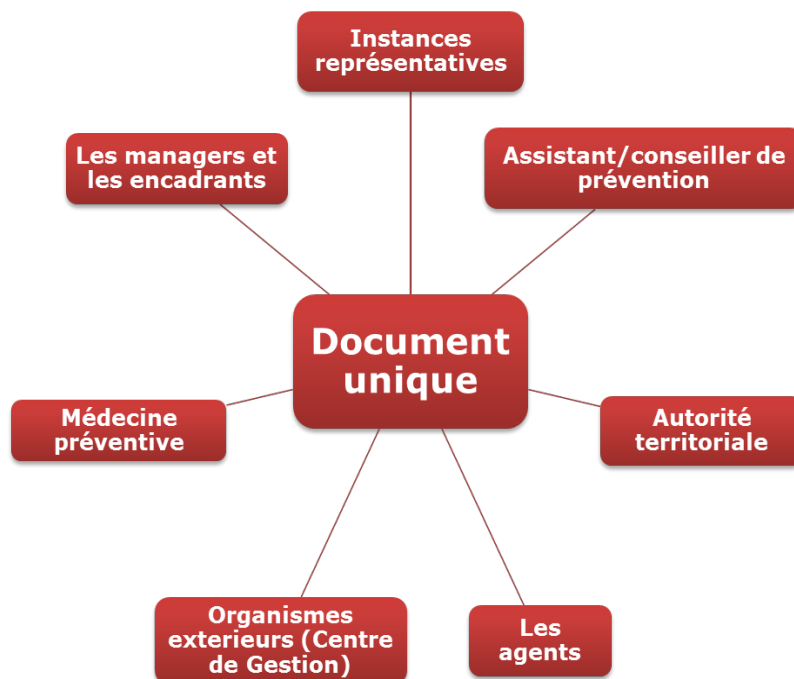 Instances
représentatives
Les managers et
les encadrants
Assistant/conseiller de
prévention
Document
unique
Médecine
préventive
Autorité
territoriale
Organismes
exterieurs (Centre
de Gestion)
Les
agents